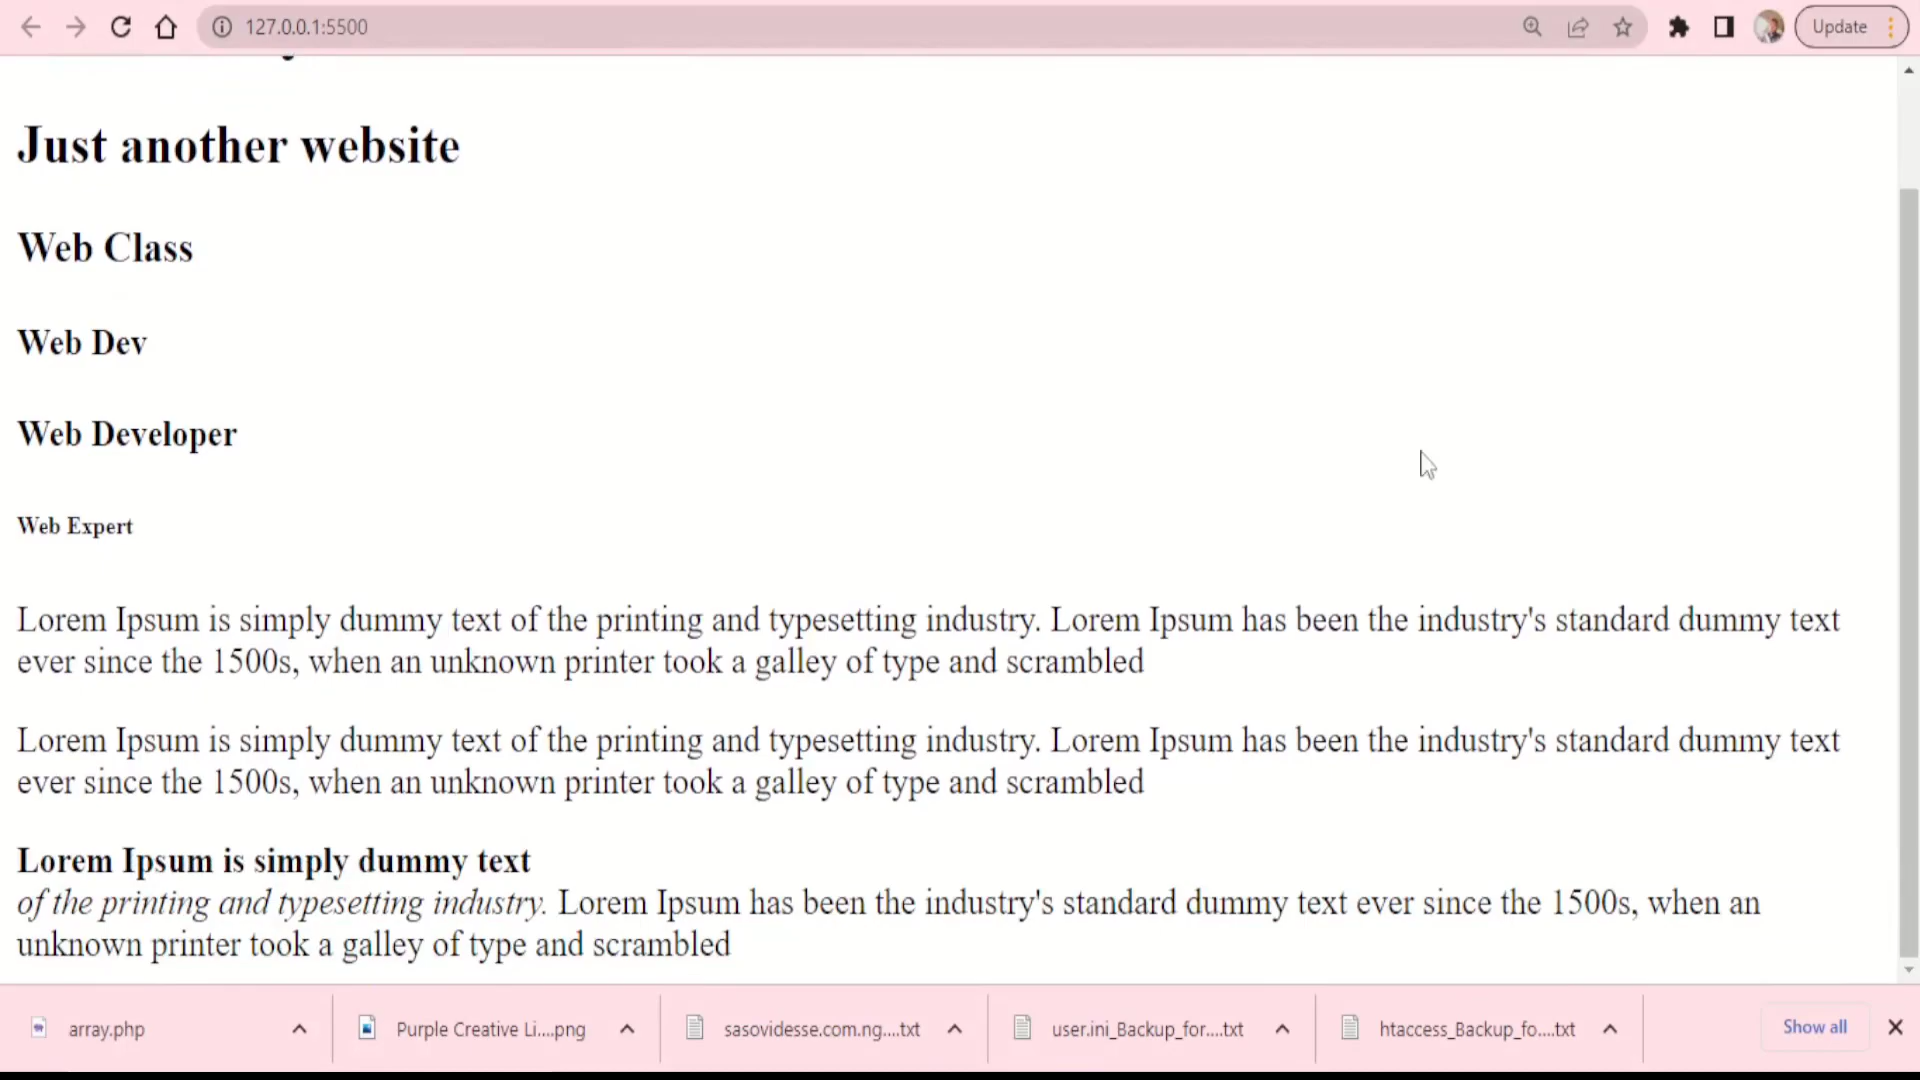 127.0.0.1:5500
Update
Just another website
Web Class
Web Dev
Web Developer
Web Expert
Lorem Ipsum is simply dummy text of the printing and typesetting industry. Lorem Ipsum has been the industry's standard dummy text
ever since the 1500s, when an unknown printer took a galley of type and scrambled
Lorem Ipsum is simply dummy text of the printing and typesetting industry. Lorem Ipsum has been the industry's standard dummy text
ever since the 1500s, when an unknown printer took a galley of type and scrambled
Lorem Ipsum is simply dummy text
of the printing and typesetting industry. Lorem Ipsum has been the industry's standard dummy text ever since the 1500s, when an
unknown printer took a galley of type and scrambled
array.php
Purple Creative Li....png
sasovidesse.com.ng....txt
user.ini_Backup_for....txt
htaccess_Backup_fo....txt
Show all